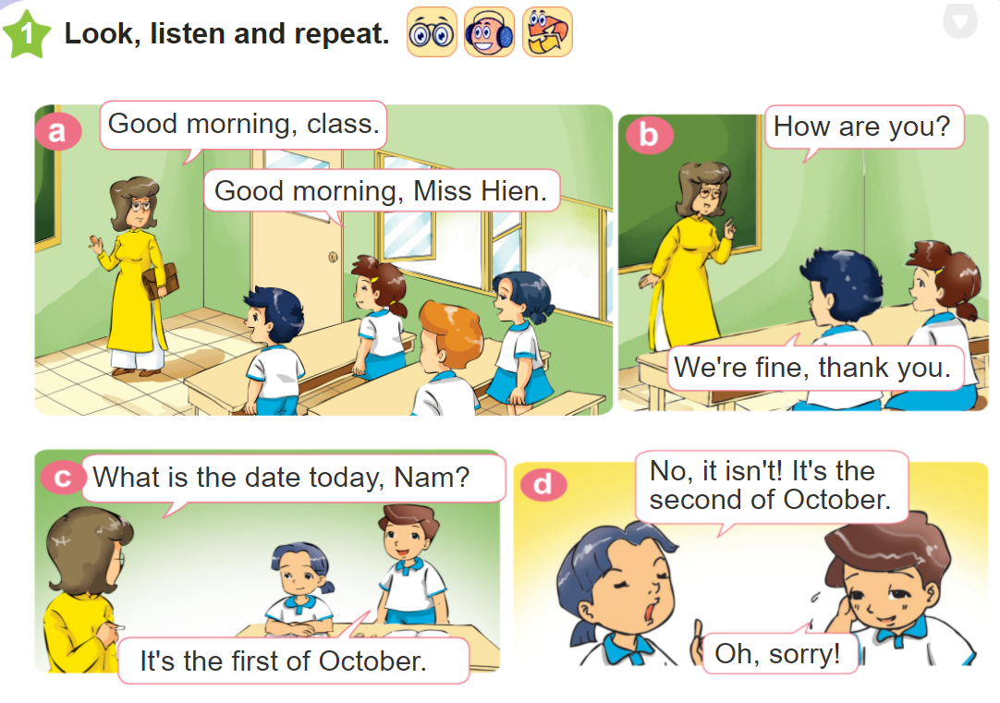 1 Look, listen and repeat.
a
Good morning, class.
Good morning, Miss Hien.
b
How are you?
We're fine, thank you.
c
What is the date today, Nam?
It's the first of October.
d
No, it isn't! It's the
second of October.
Oh, sorry!